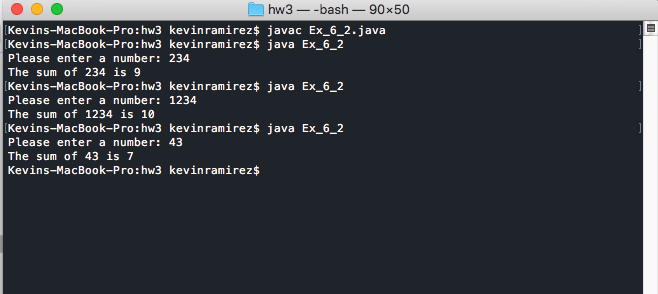 hw3 — -bash — 90×50
[Kevins-MacBook-Pro:hw3 kevinramirez$ javac Ex_6_2.java ]
[Kevins-MacBook-Pro:hw3 kevinramirez$ java Ex_6_2 ]
Please enter a number: 234
The sum of 234 is 9
[Kevins-MacBook-Pro:hw3 kevinramirez$ java Ex_6_2 ]
Please enter a number: 1234
The sum of 1234 is 10
[Kevins-MacBook-Pro:hw3 kevinramirez$ java Ex_6_2 ]
Please enter a number: 43
The sum of 43 is 7
Kevins-MacBook-Pro:hw3 kevinramirez$